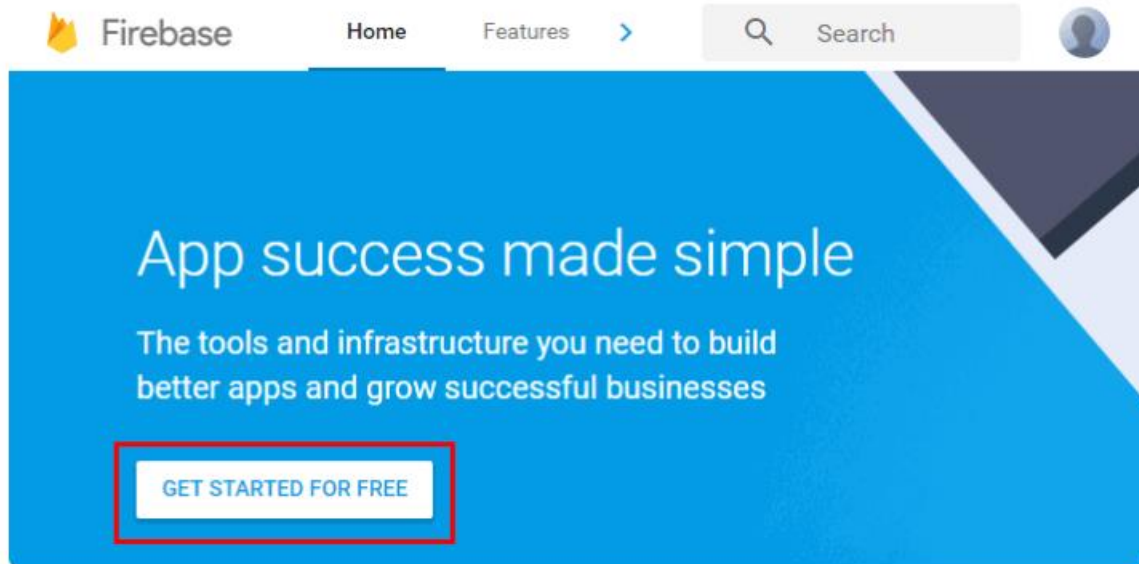 Firebase Home Features > Search
App success made simple
The tools and infrastructure you need to build
better apps and grow successful businesses
GET STARTED FOR FREE